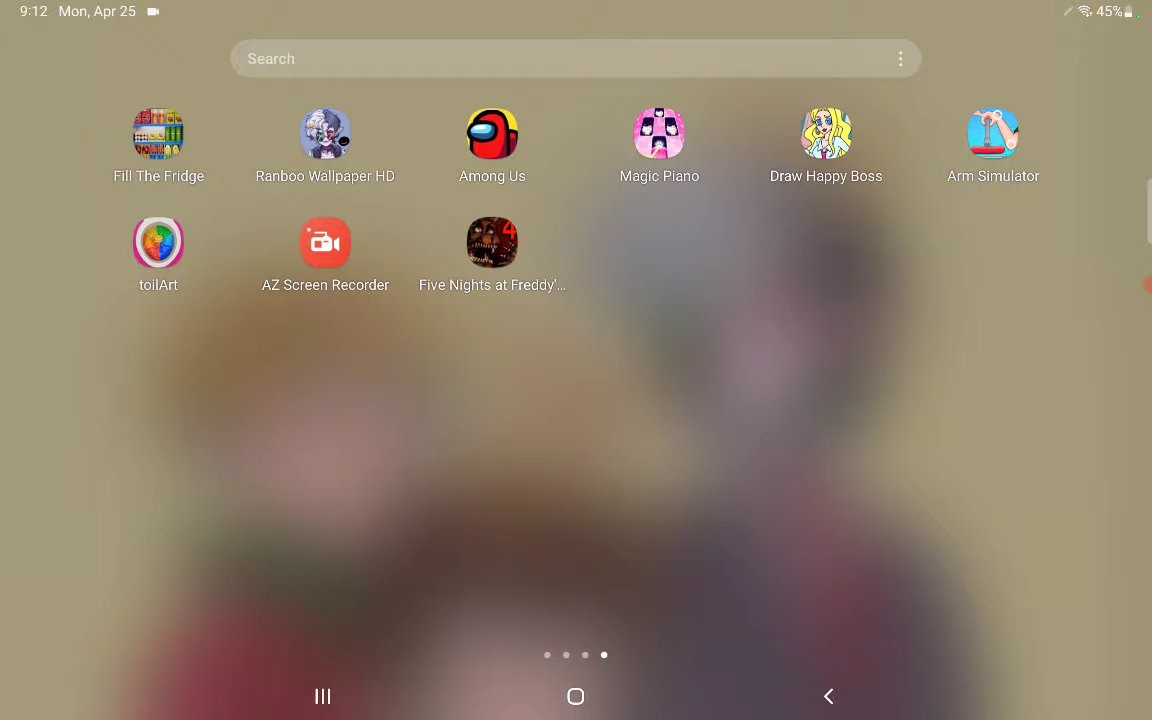 9:12 Mon, Apr 25 45%
Search
Fill The Fridge Ranboo Wallpaper HD Among Us Magic Piano Draw Happy Boss Arm Simulator
4
toilArt AZ Screen Recorder Five Nights at Freddy'...